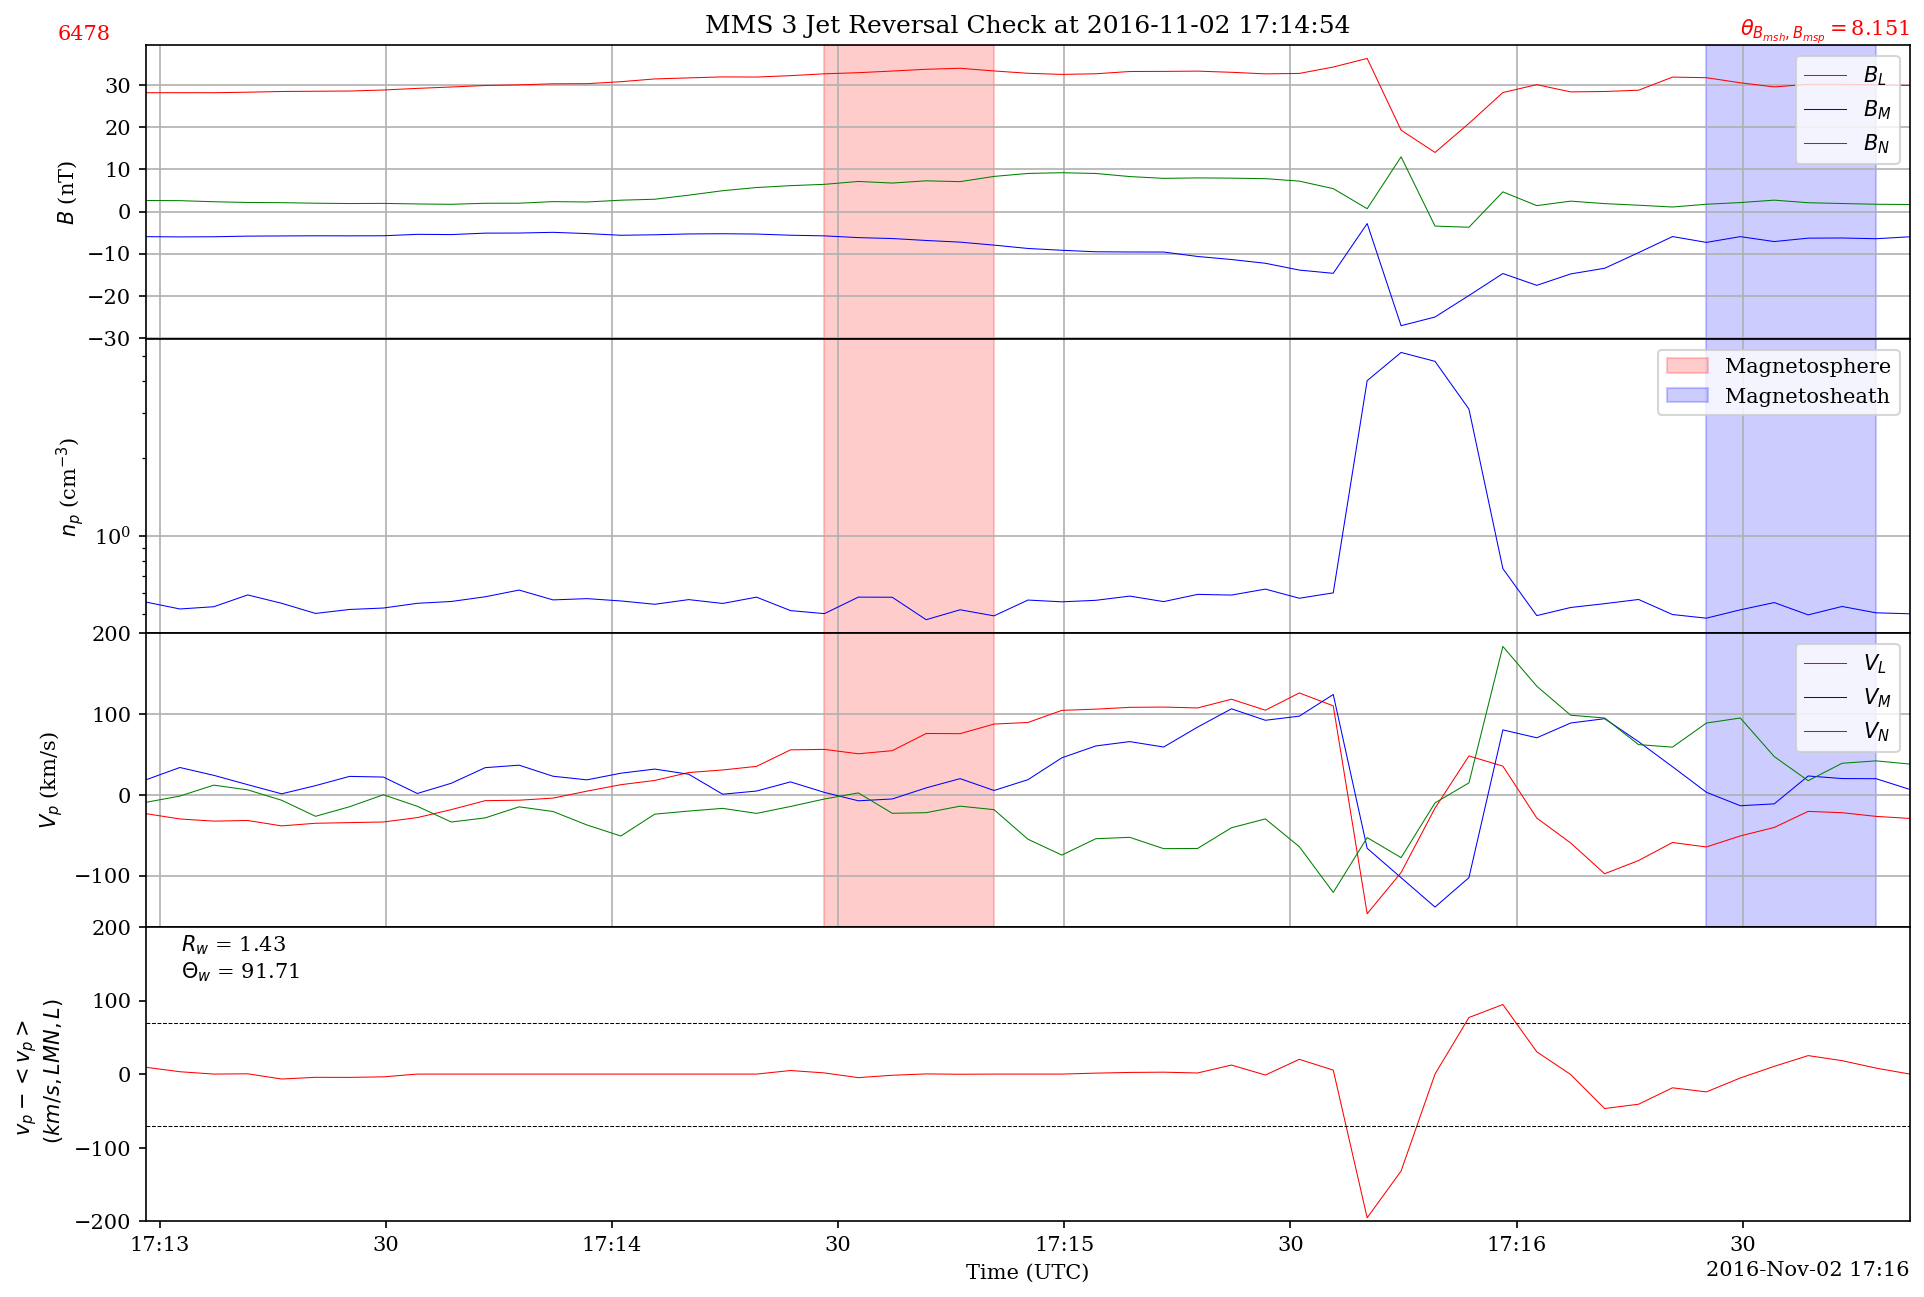 MMS 3 Jet Reversal Check at 2016-11-02 17:14:54
6478
θ_{B_{msh}, B_{msp}} = 8.151
30
20
10
0
−10
−20
−30
B (nT)
B_L
B_M
B_N
10⁰
n_p (cm⁻³)
Magnetosphere
Magnetosheath
200
100
0
−100
V_p (km/s)
V_L
V_M
V_N
200
100
0
−100
−200
v_p − <v_p>
(km/s, LMN, L)
R_w = 1.43
Θ_w = 91.71
17:13
30
17:14
30
17:15
30
17:16
30
Time (UTC)
2016-Nov-02 17:16